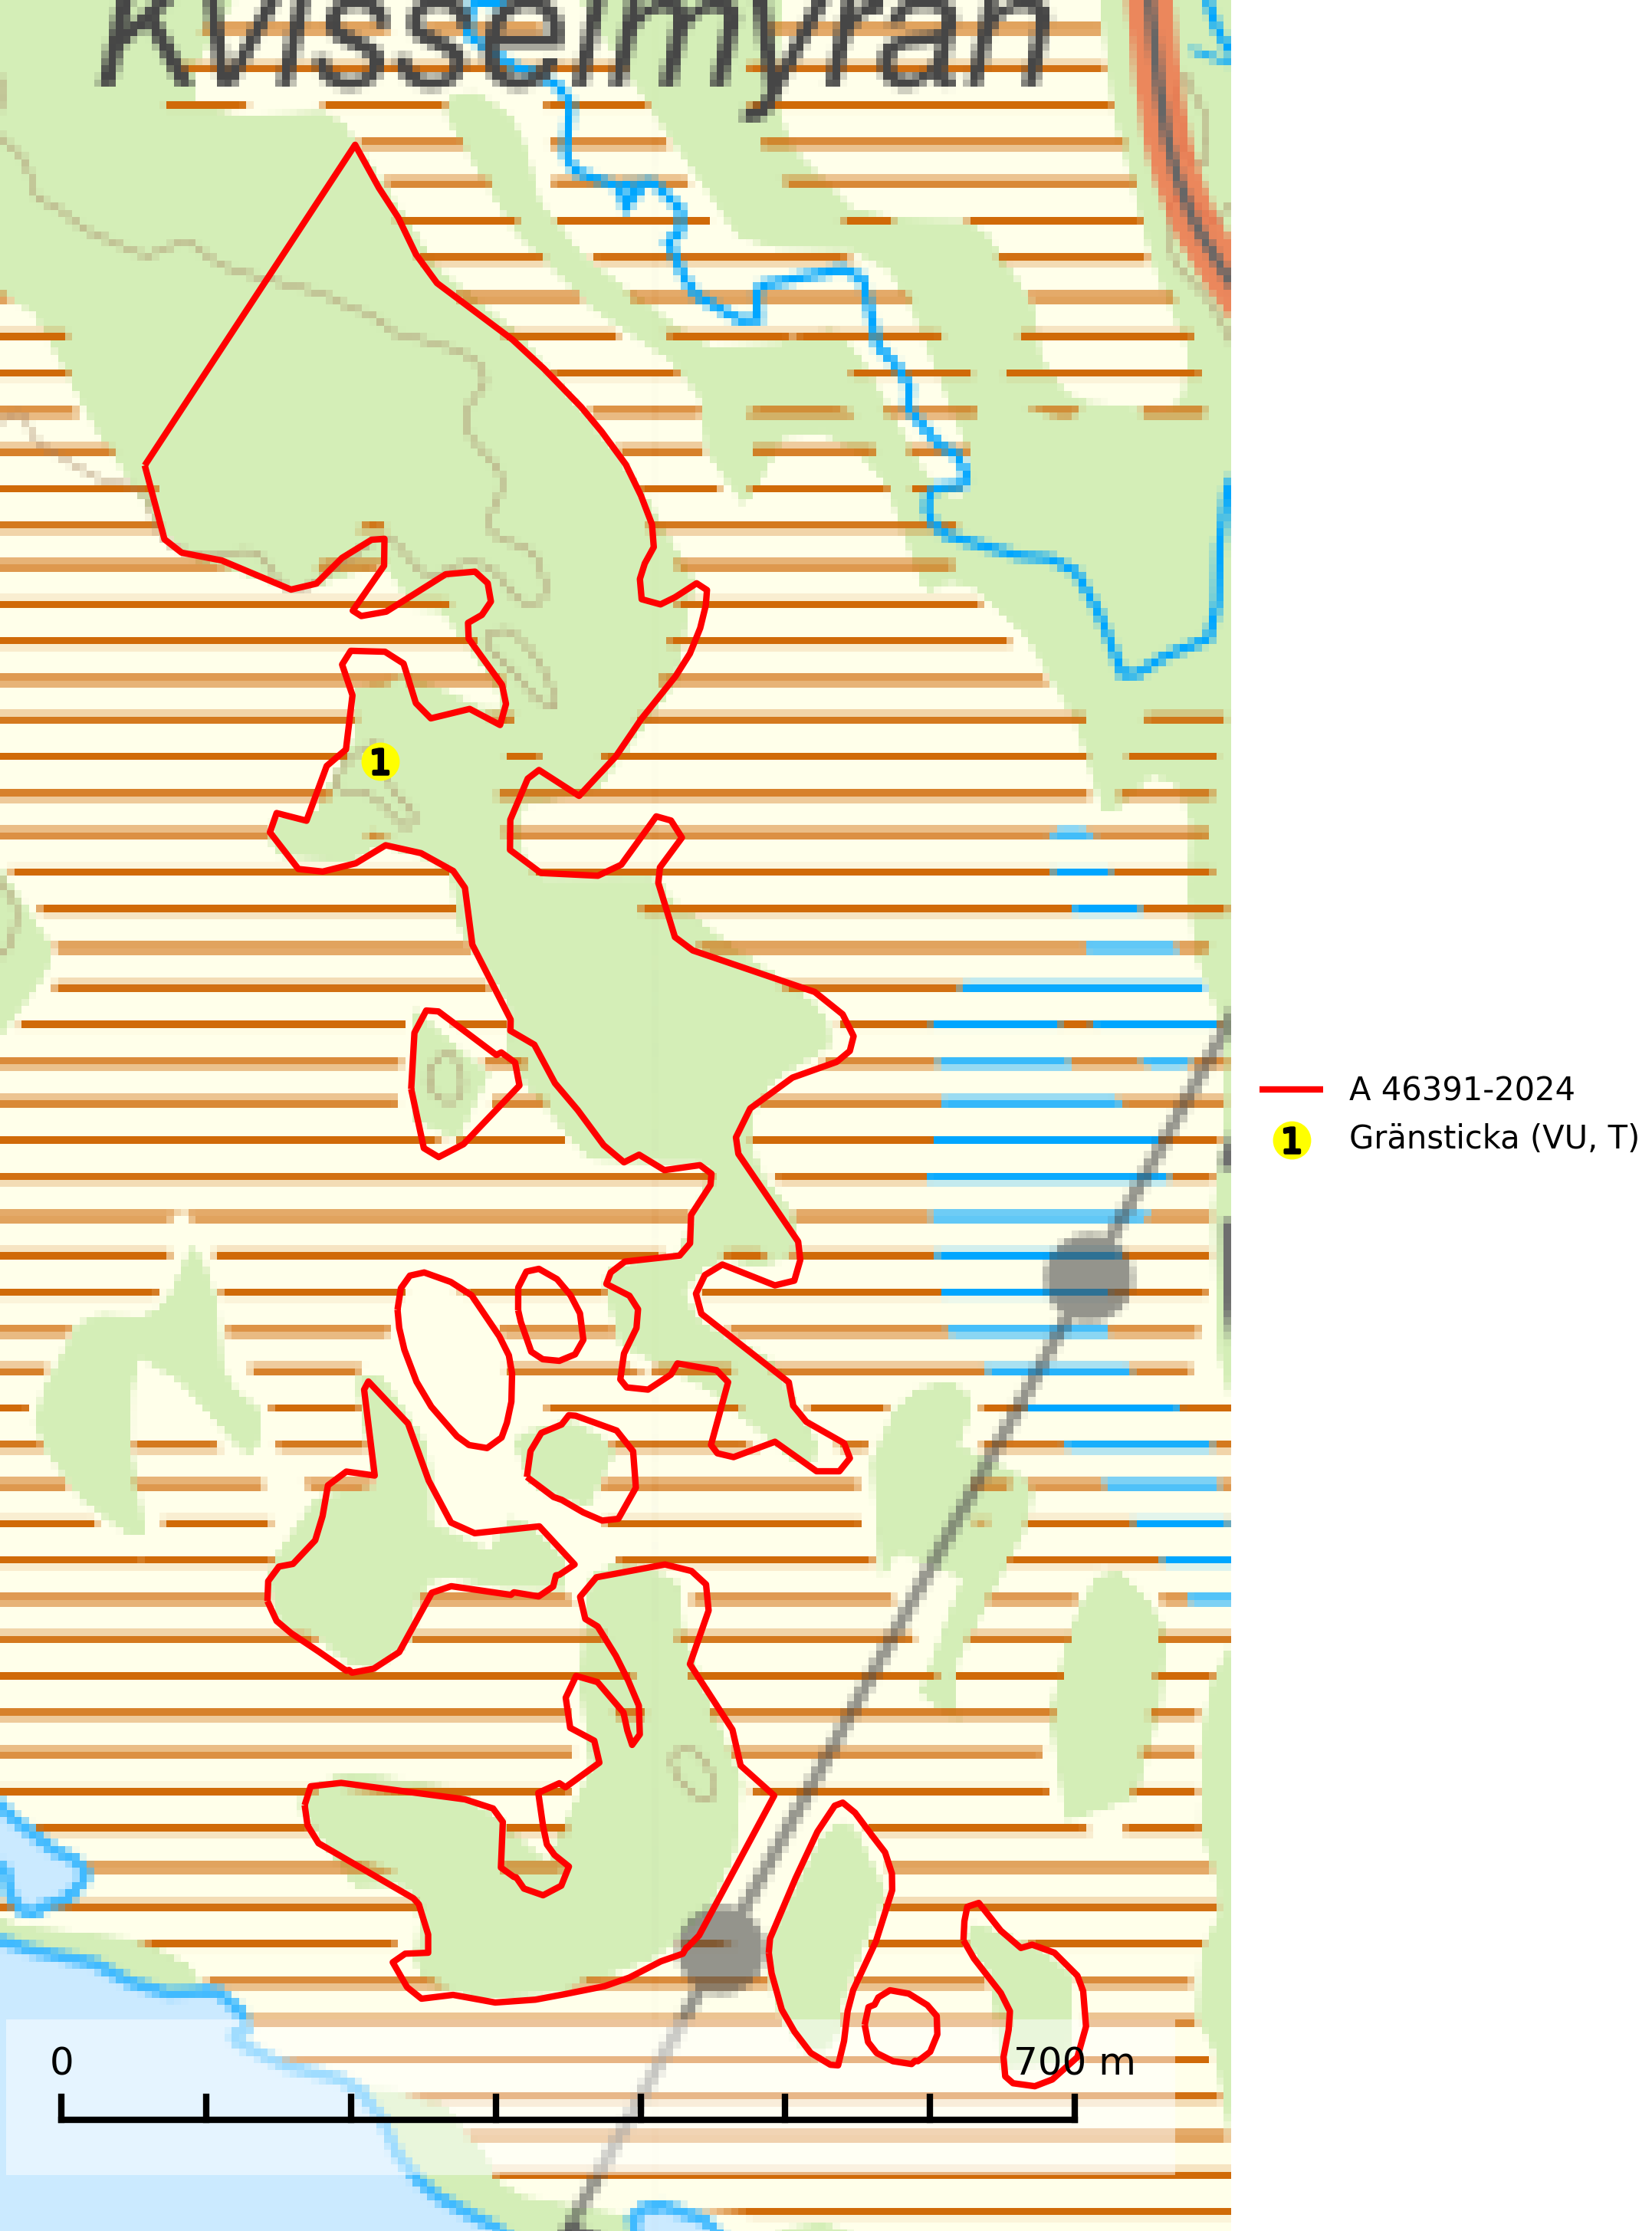 Kvisselmyran
A 46391-2024
1 Gränsticka (VU, T)
1
0 700 m